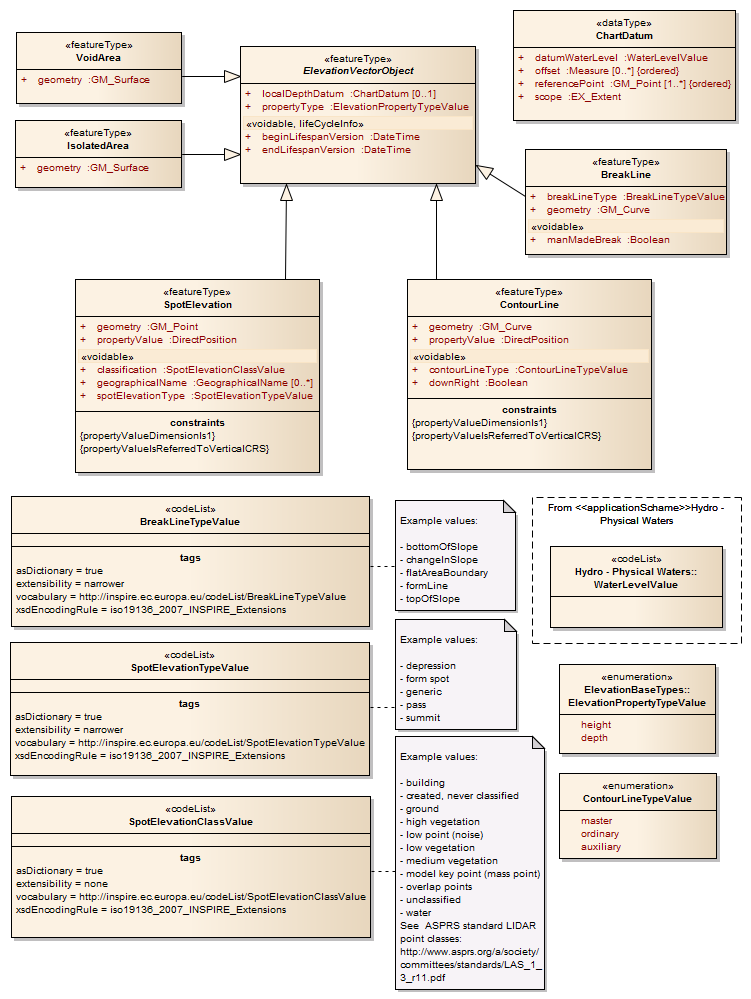 «featureType»
VoidArea
+ geometry :GM_Surface
«featureType»
IsolatedArea
+ geometry :GM_Surface
«featureType»
ElevationVectorObject
+ localDepthDatum :ChartDatum [0..1]
+ propertyType :ElevationPropertyTypeValue
«voidable, lifeCycleInfo»
+ beginLifespanVersion :DateTime
+ endLifespanVersion :DateTime
«dataType»
ChartDatum
+ datumWaterLevel :WaterLevelValue
+ offset :Measure [0..*] {ordered}
+ referencePoint :GM_Point [1..*] {ordered}
+ scope :EX_Extent
«featureType»
BreakLine
+ breakLineType :BreakLineTypeValue
+ geometry :GM_Curve
«voidable»
+ manMadeBreak :Boolean
«featureType»
SpotElevation
+ geometry :GM_Point
+ propertyValue :DirectPosition
«voidable»
+ classification :SpotElevationClassValue
+ geographicalName :GeographicalName [0..*]
+ spotElevationType :SpotElevationTypeValue
constraints
{propertyValueDimensionIs1}
{propertyValueIsReferredToVerticalCRS}
«featureType»
ContourLine
+ geometry :GM_Curve
+ propertyValue :DirectPosition
«voidable»
+ contourLineType :ContourLineTypeValue
+ downRight :Boolean
constraints
{propertyValueDimensionIs1}
{propertyValueIsReferredToVerticalCRS}
«codeList»
BreakLineTypeValue
tags
asDictionary = true
extensibility = narrower
vocabulary = http://inspire.ec.europa.eu/codeList/BreakLineTypeValue
xsdEncodingRule = iso19136_2007_INSPIRE_Extensions
Example values:
- bottomOfSlope
- changeInSlope
- flatAreaBoundary
- formLine
- topOfSlope
From <<applicationSchame>>Hydro -
Physical Waters
«codeList»
Hydro - Physical Waters::
WaterLevelValue
«codeList»
SpotElevationTypeValue
tags
asDictionary = true
extensibility = narrower
vocabulary = http://inspire.ec.europa.eu/codeList/SpotElevationTypeValue
xsdEncodingRule = iso19136_2007_INSPIRE_Extensions
Example values:
- depression
- form spot
- generic
- pass
- summit
«enumeration»
ElevationBaseTypes::
ElevationPropertyTypeValue
height
depth
«codeList»
SpotElevationClassValue
tags
asDictionary = true
extensibility = none
vocabulary = http://inspire.ec.europa.eu/codeList/SpotElevationClassValue
xsdEncodingRule = iso19136_2007_INSPIRE_Extensions
Example values:
- building
- created, never classified
- ground
- high vegetation
- low point (noise)
- low vegetation
- medium vegetation
- model key point (mass point)
- overlap points
- unclassified
- water
See ASPRS standard LIDAR
point classes:
http://www.asprs.org/a/society/
committees/standards/LAS_1_
3_r11.pdf
«enumeration»
ContourLineTypeValue
master
ordinary
auxiliary